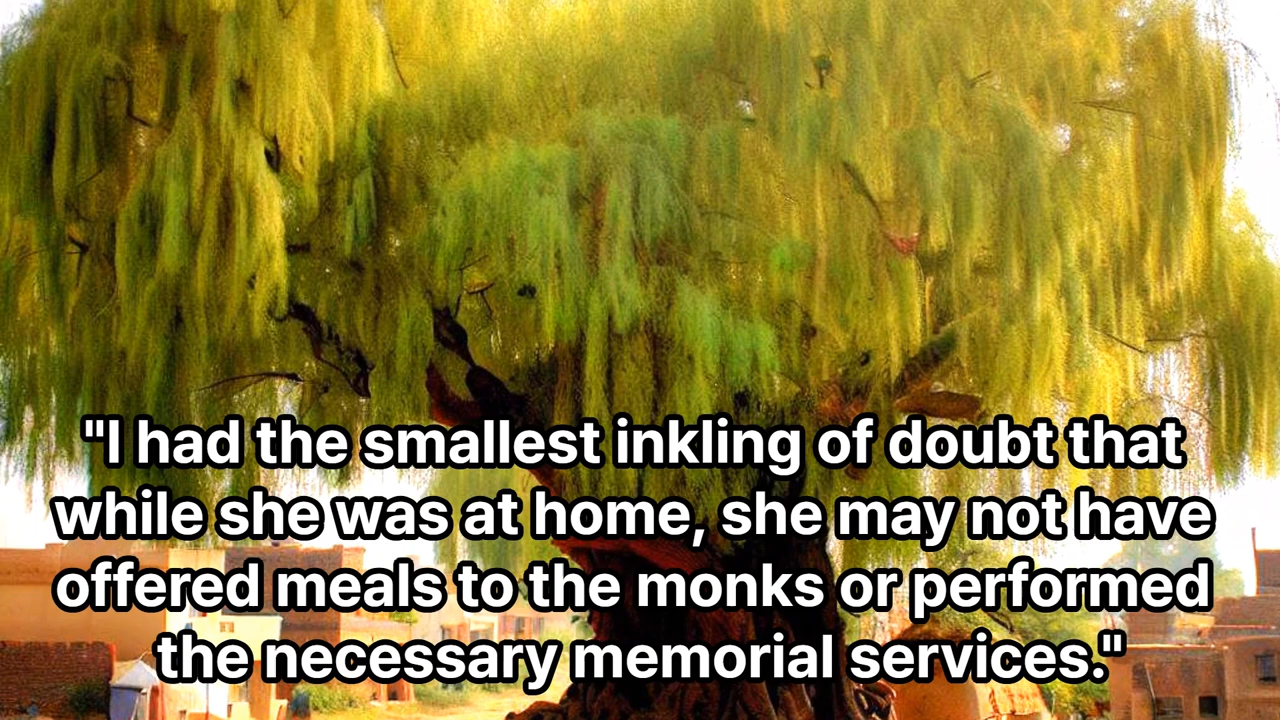 "I had the smallest inkling of doubt that
while she was at home, she may not have
offered meals to the monks or performed
the necessary memorial services."